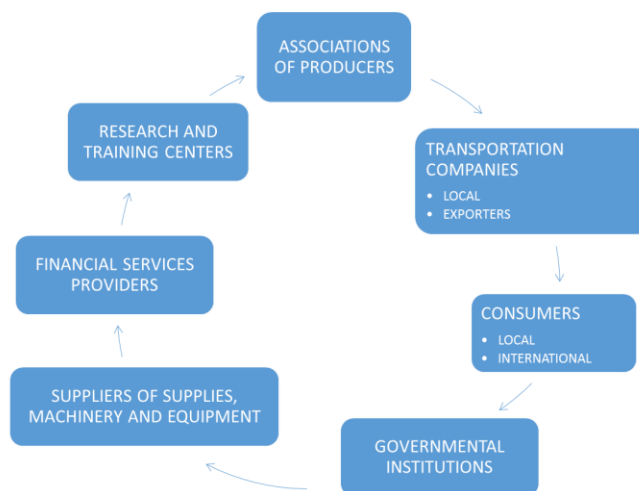 ASSOCIATIONS
OF PRODUCERS
TRANSPORTATION
COMPANIES
• LOCAL
• EXPORTERS
CONSUMERS
• LOCAL
• INTERNATIONAL
GOVERNMENTAL
INSTITUTIONS
SUPPLIERS OF SUPPLIES,
MACHINERY AND EQUIPMENT
FINANCIAL SERVICES
PROVIDERS
RESEARCH AND
TRAINING CENTERS